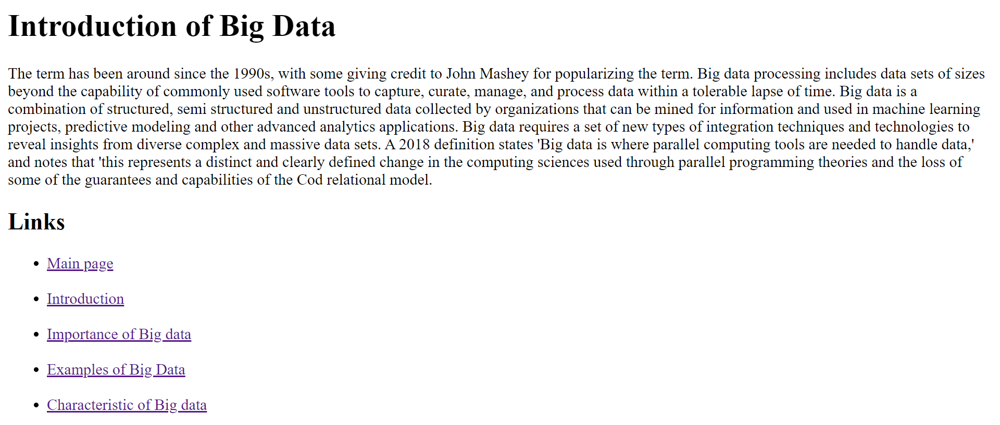 Introduction of Big Data
The term has been around since the 1990s, with some giving credit to John Mashey for popularizing the term. Big data processing includes data sets of sizes
beyond the capability of commonly used software tools to capture, curate, manage, and process data within a tolerable lapse of time. Big data is a
combination of structured, semi structured and unstructured data collected by organizations that can be mined for information and used in machine learning
projects, predictive modeling and other advanced analytics applications. Big data requires a set of new types of integration techniques and technologies to
reveal insights from diverse complex and massive data sets. A 2018 definition states 'Big data is where parallel computing tools are needed to handle data,'
and notes that 'this represents a distinct and clearly defined change in the computing sciences used through parallel programming theories and the loss of
some of the guarantees and capabilities of the Cod relational model.
Links
• Main page
• Introduction
• Importance of Big data
• Examples of Big Data
• Characteristic of Big data